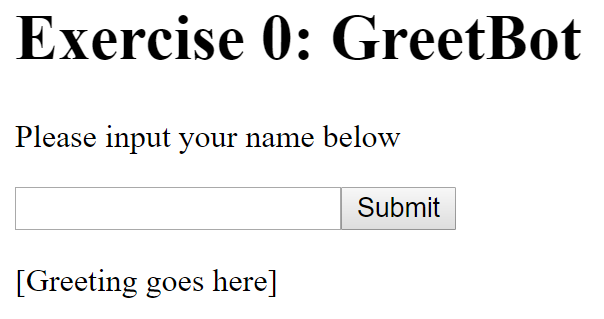 Exercise 0: GreetBot
Please input your name below
Submit
[Greeting goes here]